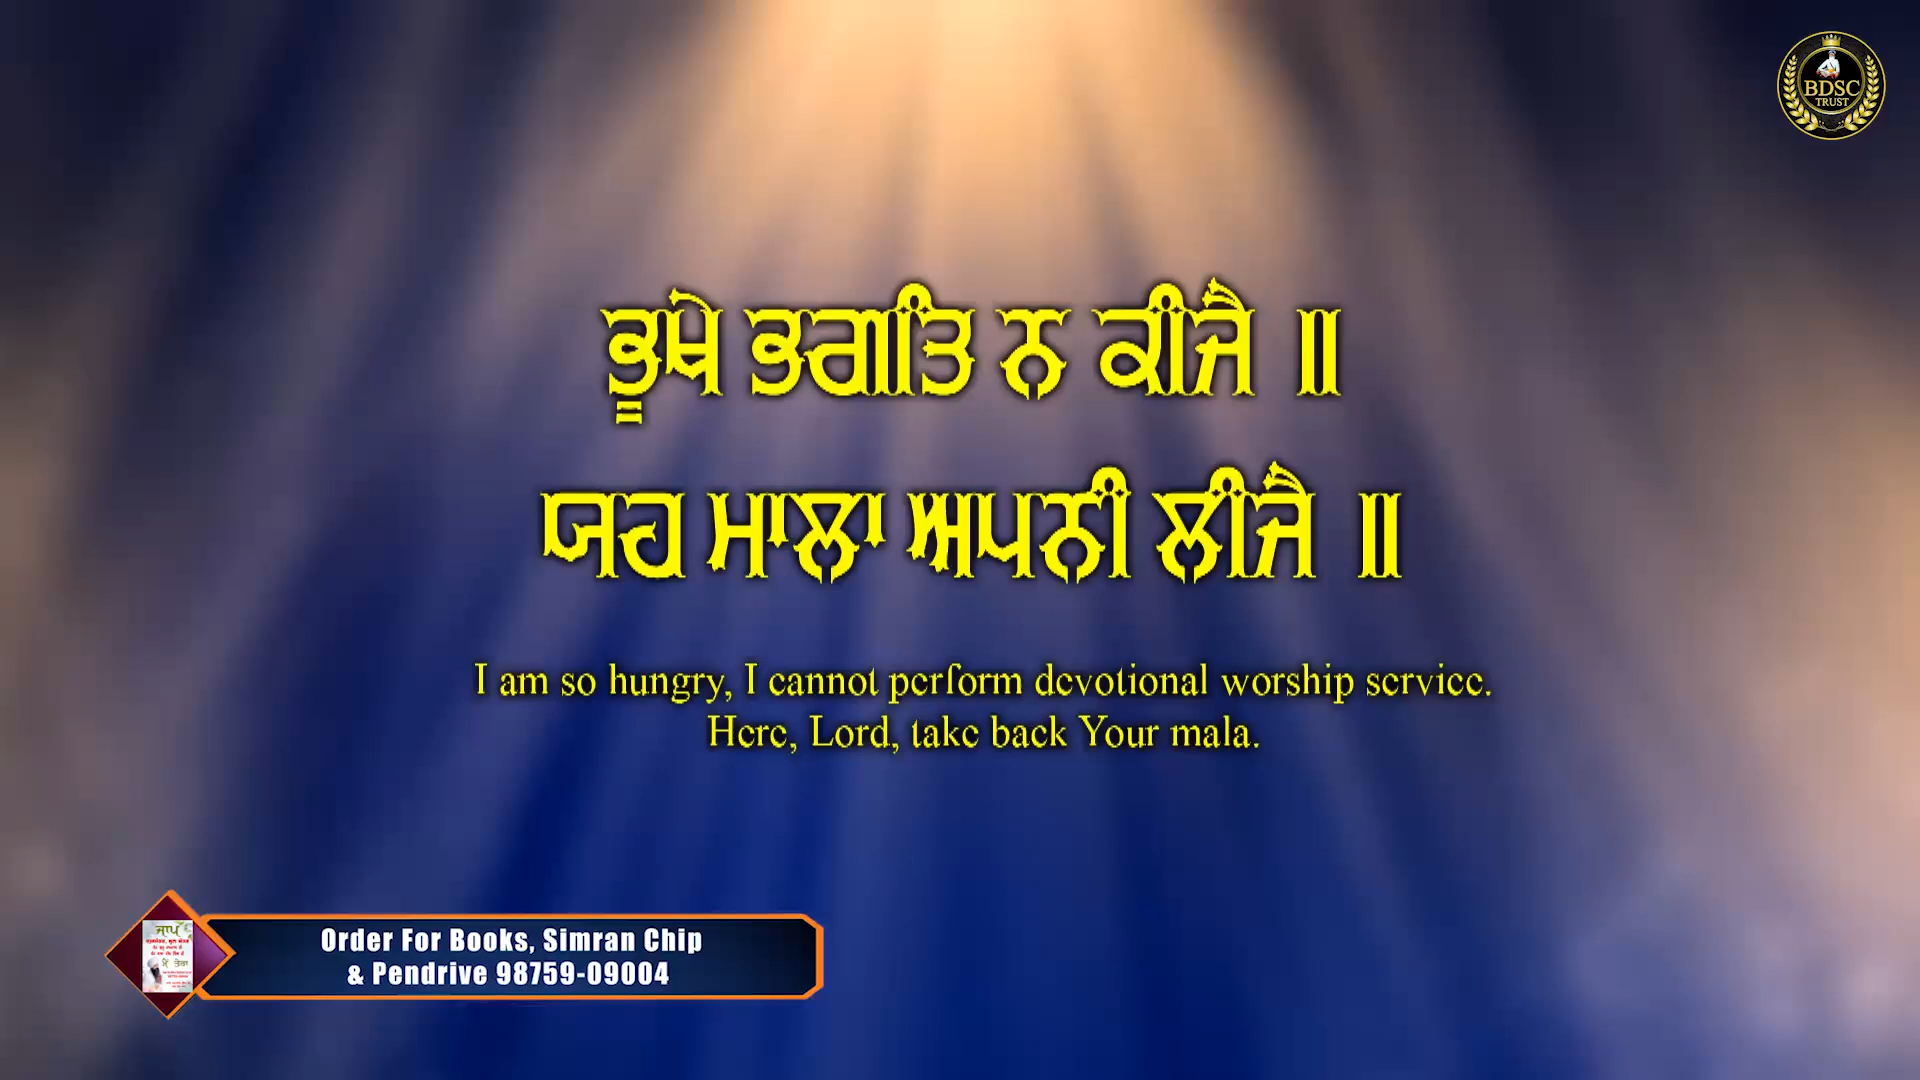 ਭੂਖੇ ਭਗਤਿ ਨ ਕੀਜੈ ॥
ਯਹ ਮਾਲਾ ਅਪਨੀ ਲੀਜੈ ॥
I am so hungry, I cannot perform devotional worship service.
Here, Lord, take back Your mala.
Order For Books, Simran Chip
& Pendrive 98759-09004
BDSC
TRUST
ਜਾਪ